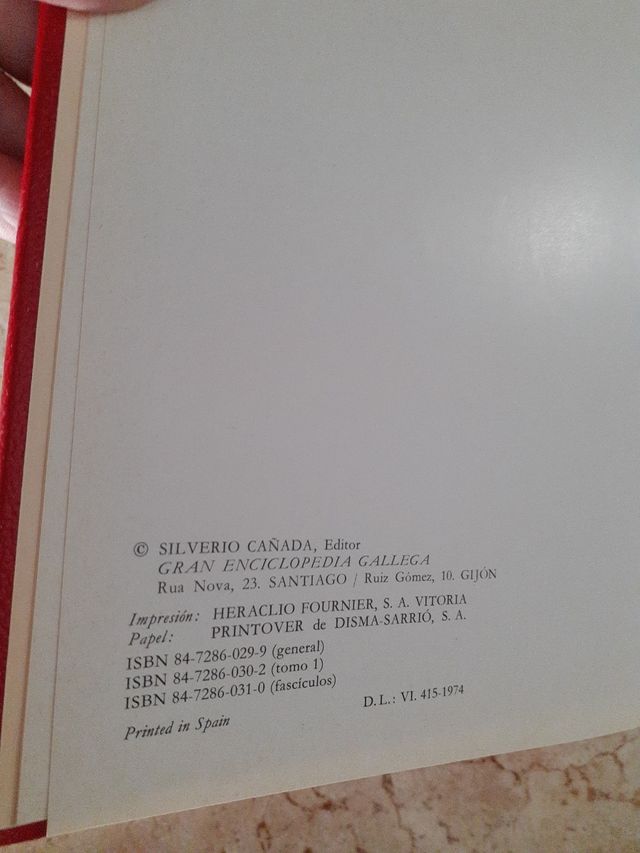 © SILVERIO CAÑADA, Editor
GRAN ENCICLOPEDIA GALLEGA
Rua Nova, 23. SANTIAGO / Ruiz Gómez, 10. GIJÓN
Impresión: HERACLIO FOURNIER, S. A. VITORIA
Papel: PRINTOVER de DISMA-SARRIÓ, S. A.
ISBN 84-7286-029-9 (general)
ISBN 84-7286-030-2 (tomo 1)
ISBN 84-7286-031-0 (fascículos)
D. L.: VI. 415-1974
Printed in Spain